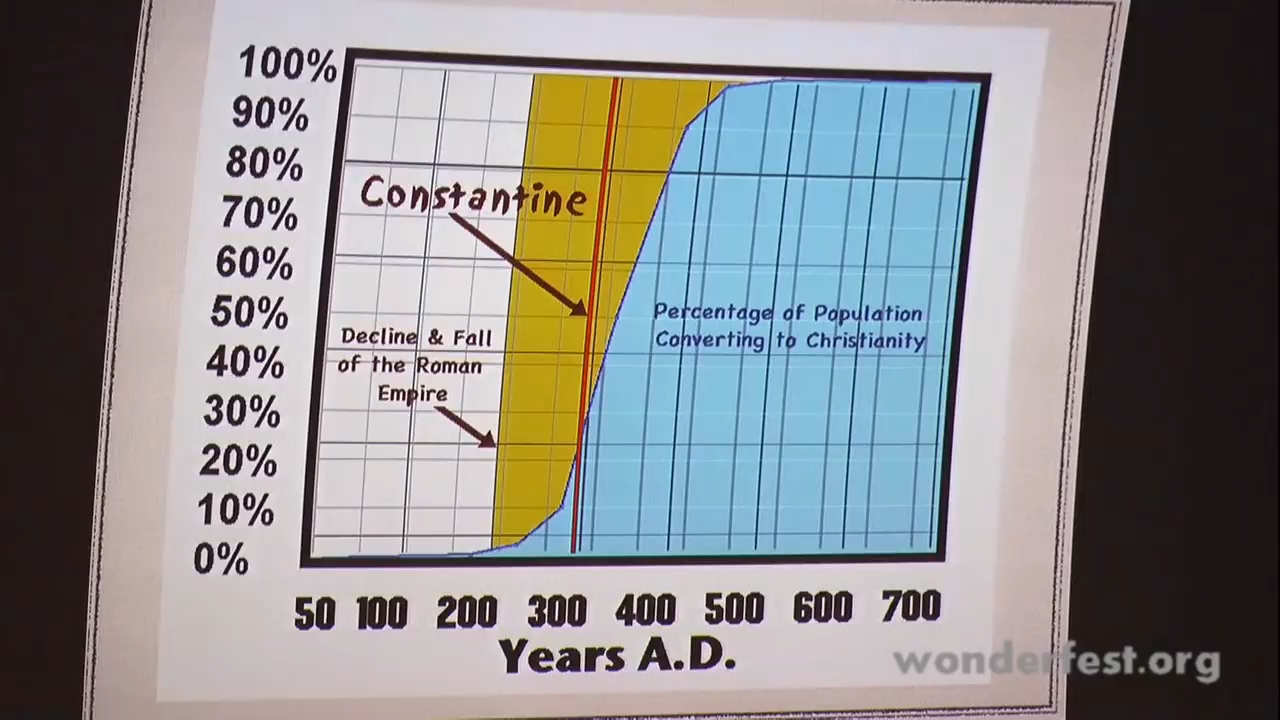 100%
90%
80%
70%
60%
50%
40%
30%
20%
10%
0%
Constantine
Decline & Fall
of the Roman
Empire
Percentage of Population
Converting to Christianity
50 100 200 300 400 500 600 700
Years A.D.
wonderfest.org